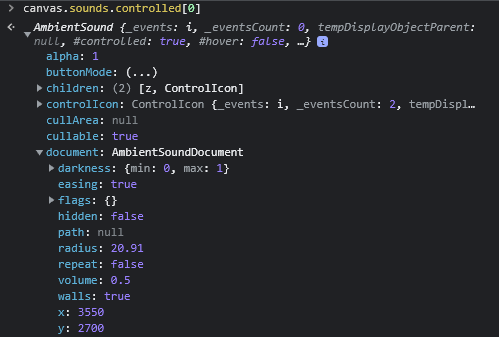 > canvas.sounds.controlled[0]
AmbientSound {_events: i, _eventsCount: 0, tempDisplayObjectParent:
null, #controlled: true, #hover: false, …} i
alpha: 1
buttonMode: (...)
children: (2) [z, ControlIcon]
controlIcon: ControlIcon {_events: i, _eventsCount: 2, tempDispl…
cullArea: null
cullable: true
document: AmbientSoundDocument
darkness: {min: 0, max: 1}
easing: true
flags: {}
hidden: false
path: null
radius: 20.91
repeat: false
volume: 0.5
walls: true
x: 3550
y: 2700